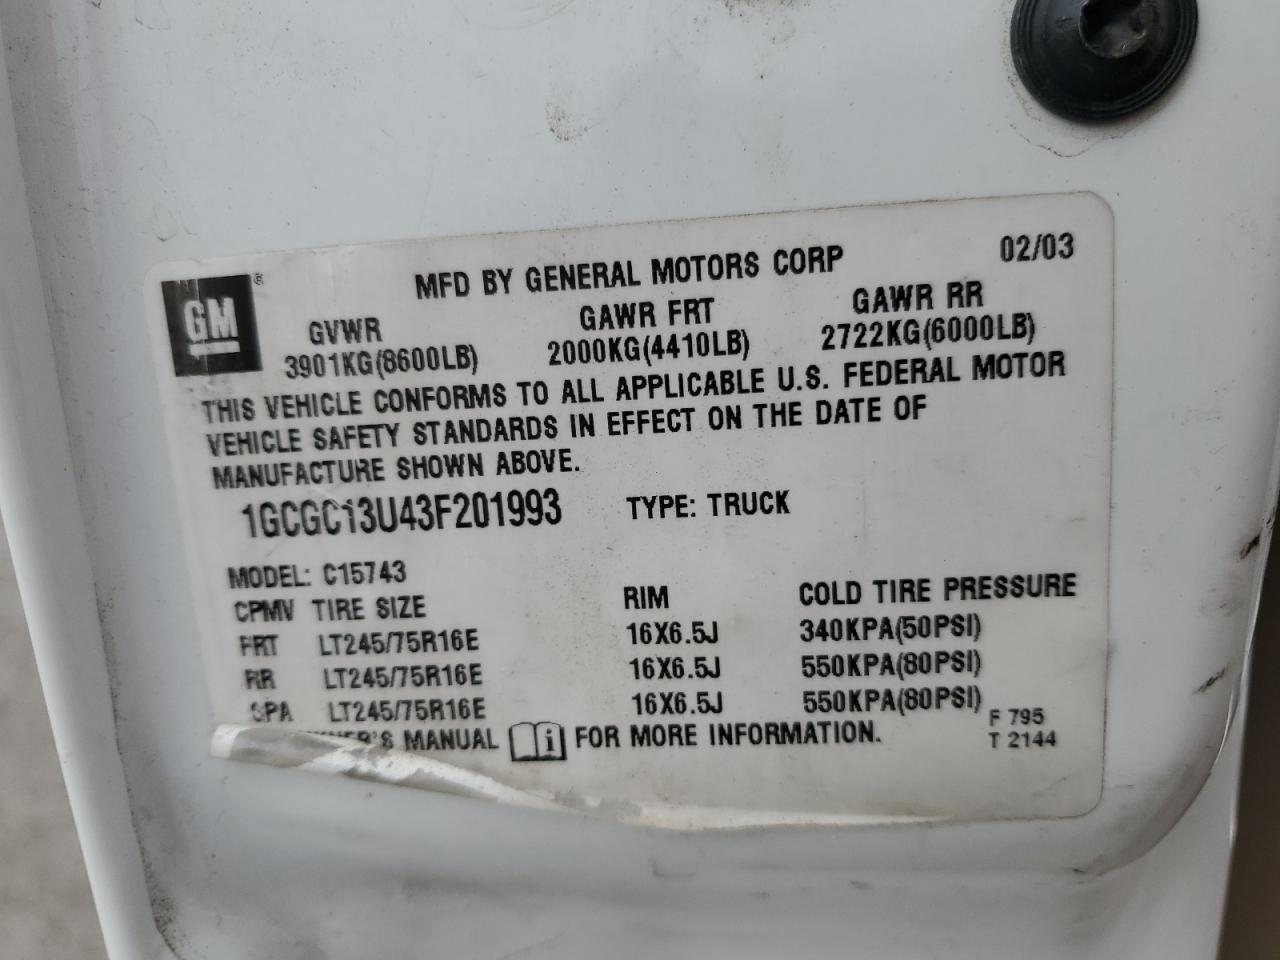 GM®
MFD BY GENERAL MOTORS CORP 02/03
GVWR GAWR FRT GAWR RR
3901KG(8600LB) 2000KG(4410LB) 2722KG(6000LB)
THIS VEHICLE CONFORMS TO ALL APPLICABLE U.S. FEDERAL MOTOR
VEHICLE SAFETY STANDARDS IN EFFECT ON THE DATE OF
MANUFACTURE SHOWN ABOVE.
1GCGC13U43F201993 TYPE: TRUCK
MODEL: C15743
CPMV TIRE SIZE RIM COLD TIRE PRESSURE
FRT LT245/75R16E 16X6.5J 340KPA(50PSI)
RR LT245/75R16E 16X6.5J 550KPA(80PSI)
SPA LT245/75R16E 16X6.5J 550KPA(80PSI)
MANUAL i FOR MORE INFORMATION.
F 795
T 2144